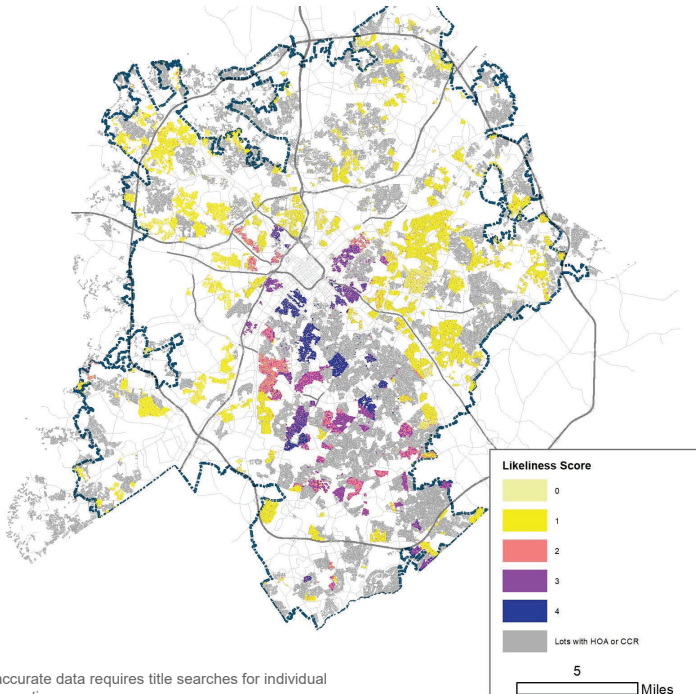 Likeliness Score
0
1
2
3
4
Lots with HOA or CCR
5
Miles
accurate data requires title searches for individual